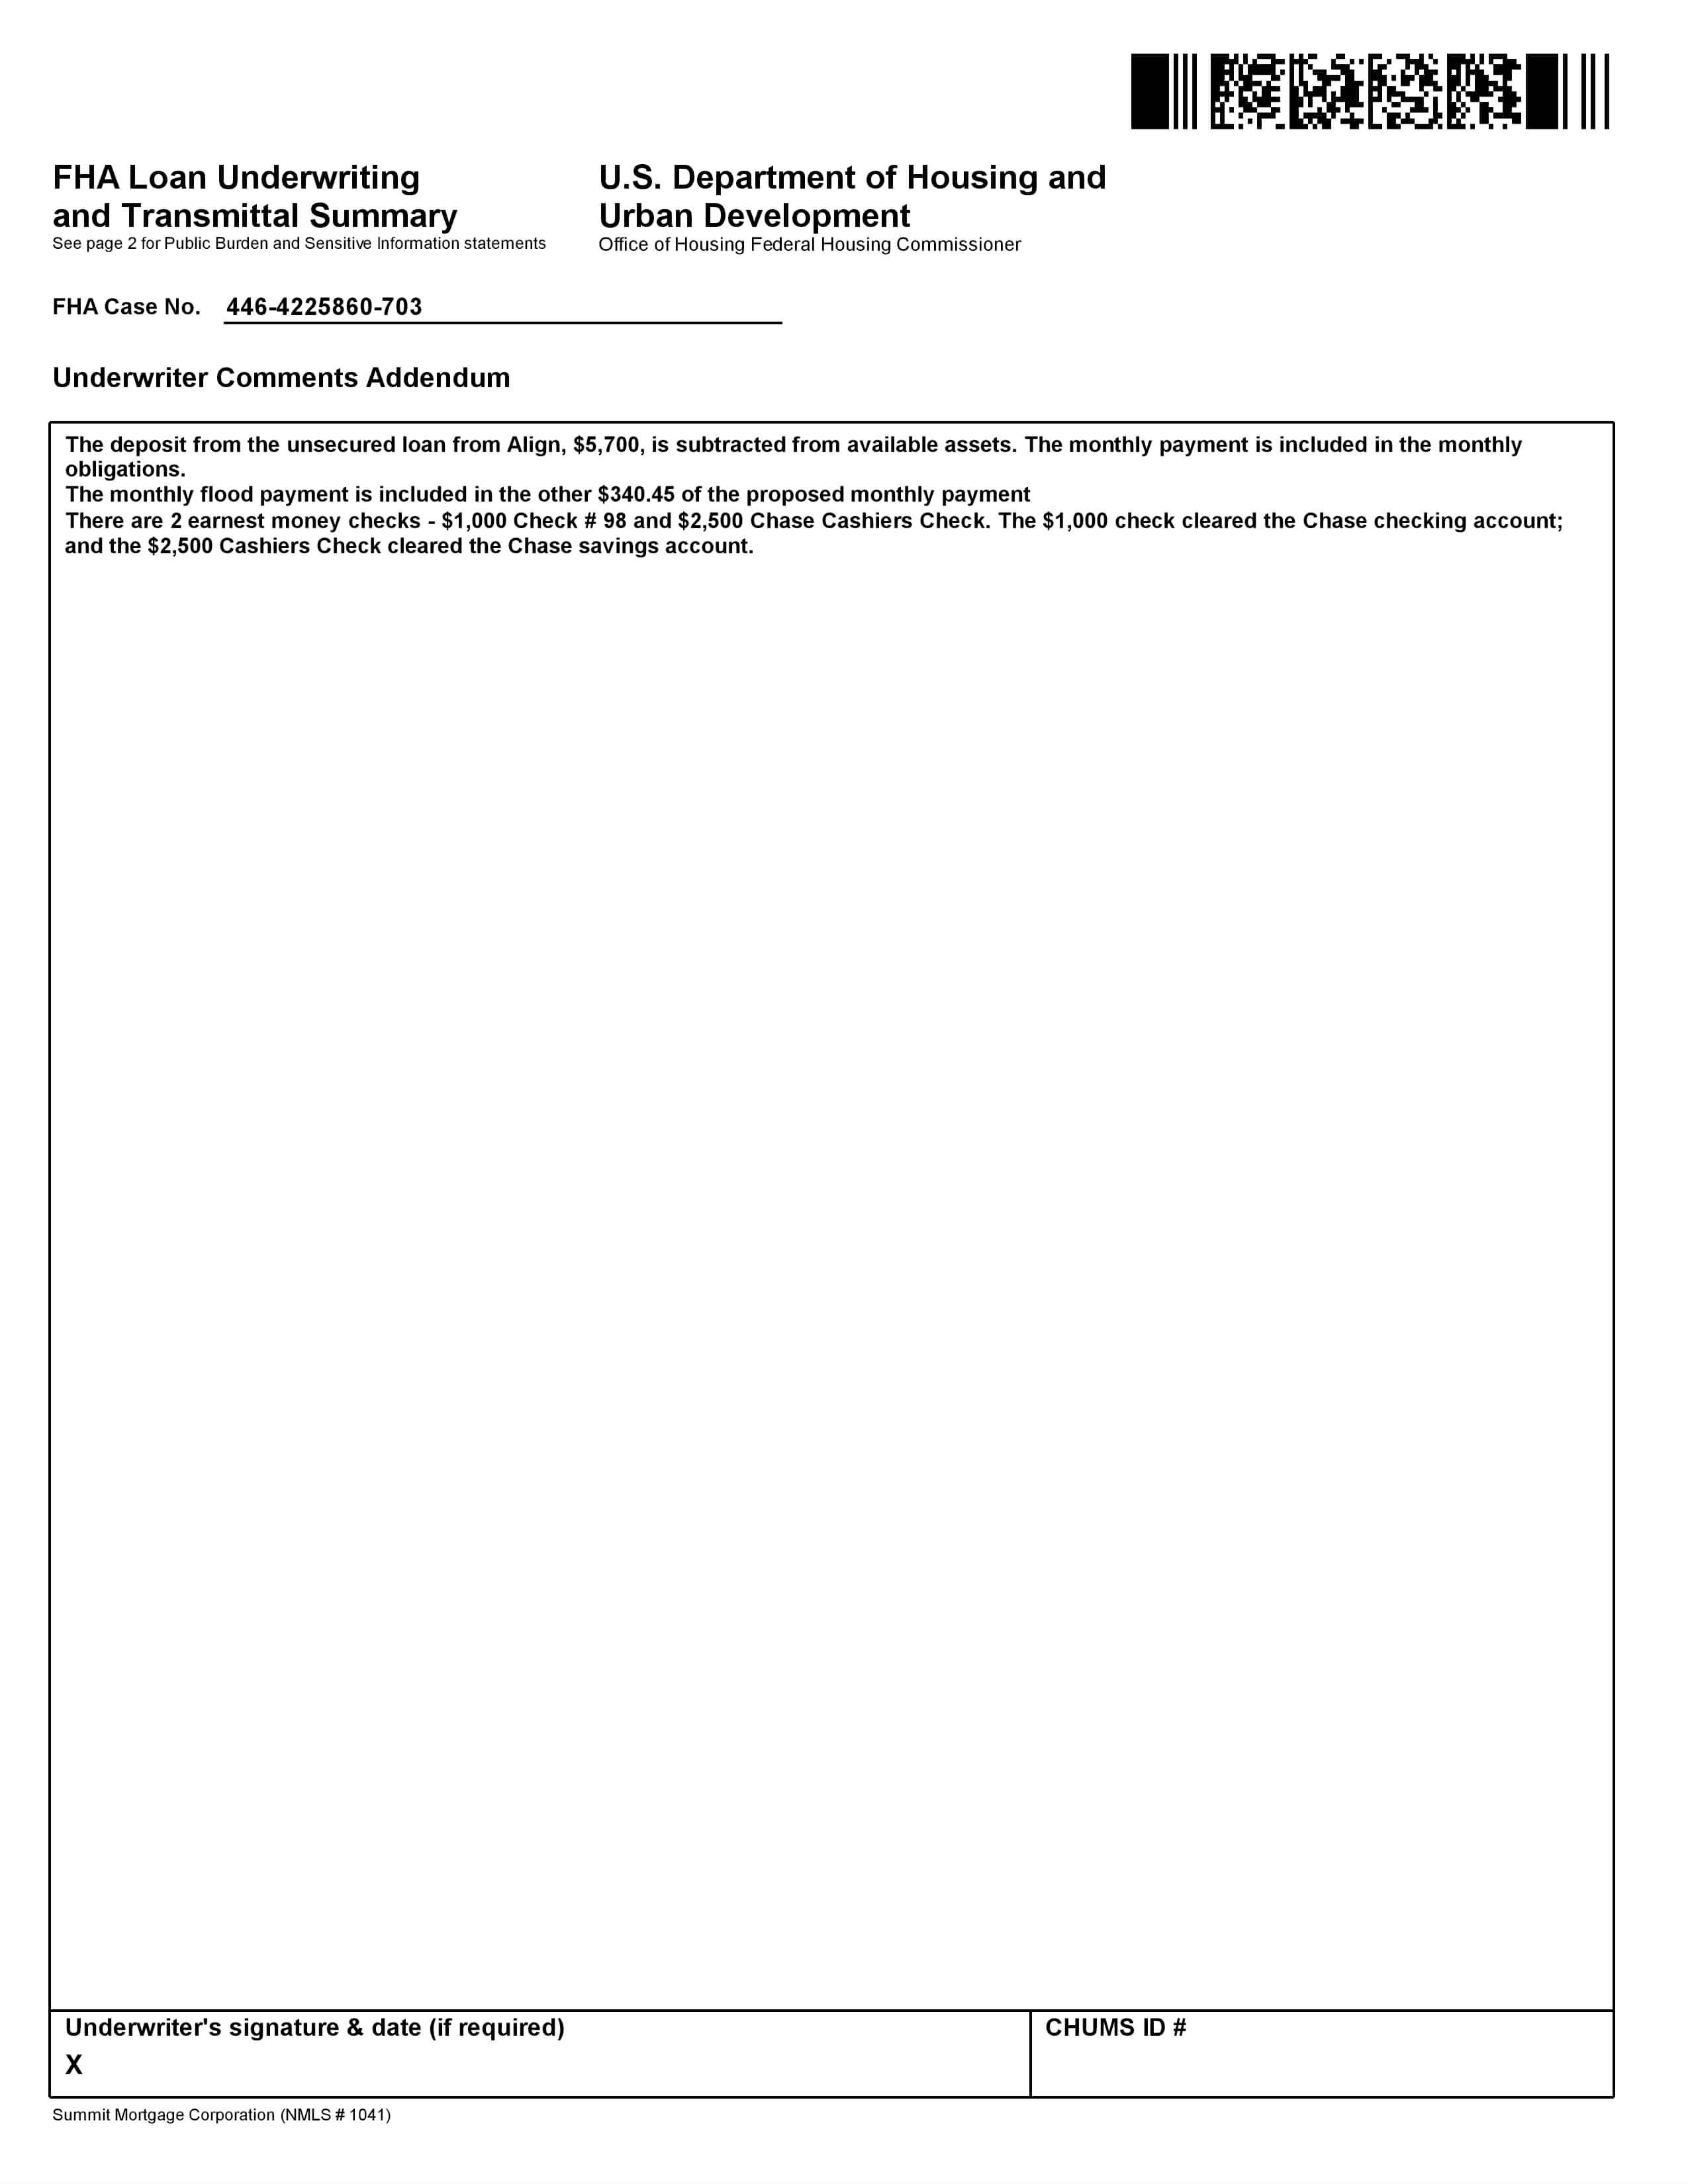 FHA Loan Underwriting
and Transmittal Summary
See page 2 for Public Burden and Sensitive Information statements
U.S. Department of Housing and
Urban Development
Office of Housing Federal Housing Commissioner
FHA Case No. 446-4225860-703
Underwriter Comments Addendum
The deposit from the unsecured loan from Align, $5,700, is subtracted from available assets. The monthly payment is included in the monthly
obligations.
The monthly flood payment is included in the other $340.45 of the proposed monthly payment
There are 2 earnest money checks - $1,000 Check # 98 and $2,500 Chase Cashiers Check. The $1,000 check cleared the Chase checking account;
and the $2,500 Cashiers Check cleared the Chase savings account.
Underwriter's signature & date (if required)
X
CHUMS ID #
Summit Mortgage Corporation (NMLS # 1041)